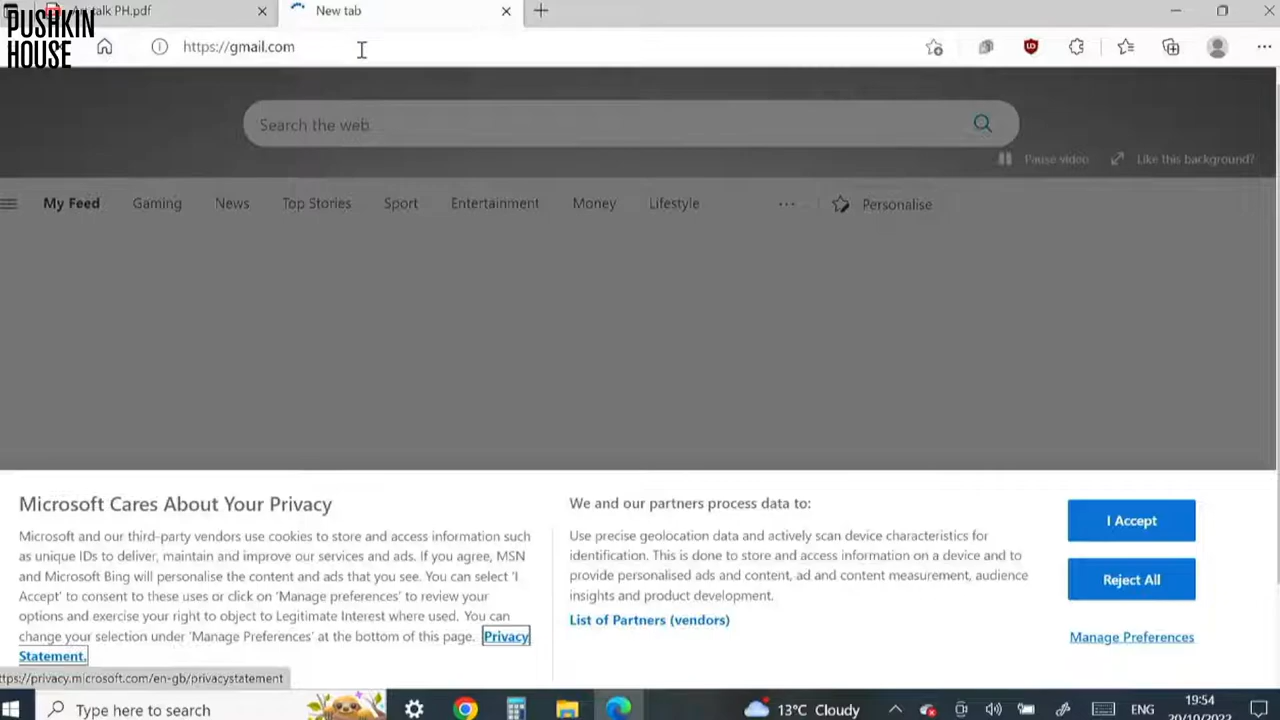 PUSHKIN
HOUSE
talk PH.pdf
New tab
https://gmail.com
Search the web
Pause video
Like this background?
My Feed
Gaming
News
Top Stories
Sport
Entertainment
Money
Lifestyle
Personalise
Microsoft Cares About Your Privacy
Microsoft and our third-party vendors use cookies to store and access information such
as unique IDs to deliver, maintain and improve our services and ads. If you agree, MSN
and Microsoft Bing will personalise the content and ads that you see. You can select 'I
Accept' to consent to these uses or click on 'Manage preferences' to review your
options and exercise your right to object to Legitimate Interest where used. You can
change your selection under 'Manage Preferences' at the bottom of this page. Privacy
Statement.
We and our partners process data to:
Use precise geolocation data and actively scan device characteristics for
identification. This is done to store and access information on a device and to
provide personalised ads and content, ad and content measurement, audience
insights and product development.
List of Partners (vendors)
I Accept
Reject All
Manage Preferences
ttps://privacy.microsoft.com/en-gb/privacystatement
Type here to search
13°C Cloudy
ENG
19:54
20/10/2022